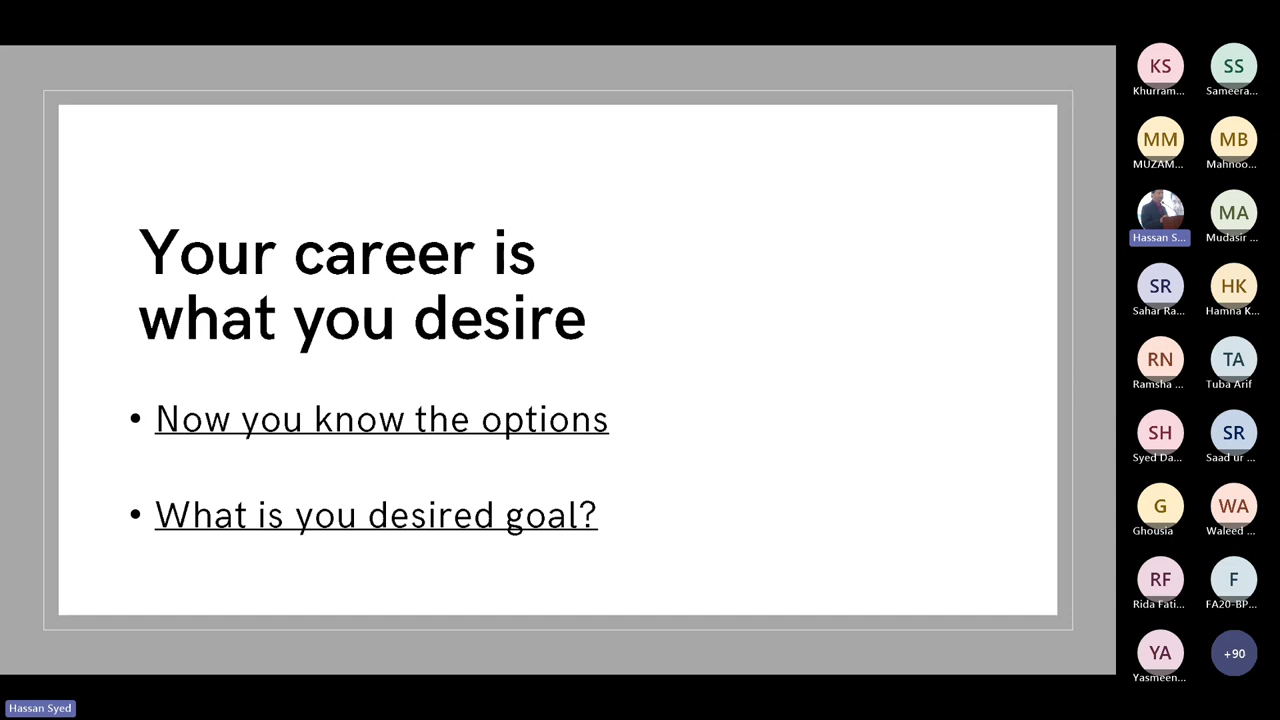 Your career is
what you desire
• Now you know the options
• What is you desired goal?
KS
Khurram...
SS
Sameera...
MM
MUZAM...
MB
Mahnoo...
Hassan S...
MA
Mudasir ...
SR
Sahar Ra...
HK
Hamna K...
RN
Ramsha ...
TA
Tuba Arif
SH
Syed Da...
SR
Saad ur ...
G
Ghousia
WA
Waleed ...
RF
Rida Fati...
F
FA20-BP...
YA
Yasmeen...
+90
Hassan Syed